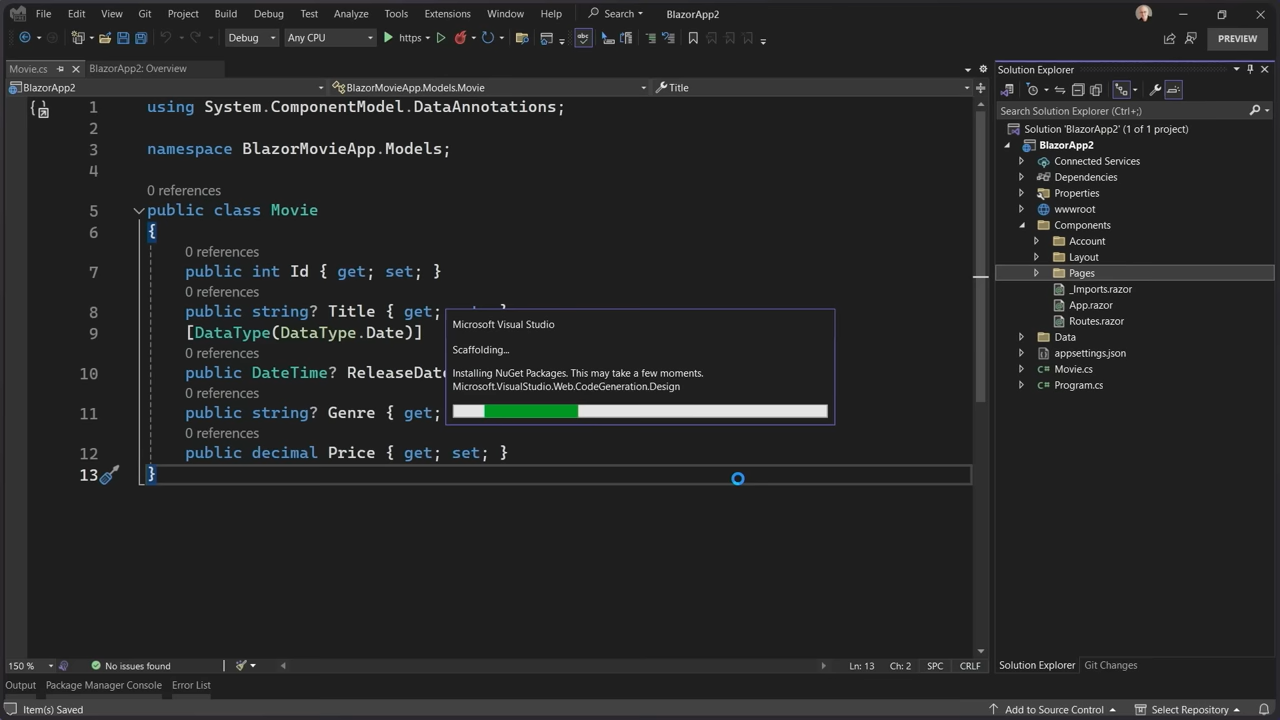 File Edit View Git Project Build Debug Test Analyze Tools Extensions Window Help Search BlazorApp2
Debug Any CPU https PREVIEW
Movie.cs BlazorApp2: Overview
BlazorApp2 BlazorMovieApp.Models.Movie Title
1 using System.ComponentModel.DataAnnotations;
2
3 namespace BlazorMovieApp.Models;
4
0 references
5 public class Movie
6 {
0 references
7 public int Id { get; set; }
0 references
8 public string? Title { get; set; }
9 [DataType(DataType.Date)]
0 references
10 public DateTime? ReleaseDate
0 references
11 public string? Genre { get;
0 references
12 public decimal Price { get; set; }
13 }
Microsoft Visual Studio
Scaffolding...
Installing NuGet Packages. This may take a few moments.
Microsoft.VisualStudio.Web.CodeGeneration.Design
150 % No issues found Ln: 13 Ch: 2 SPC CRLF
Solution Explorer
Search Solution Explorer (Ctrl+;)
Solution 'BlazorApp2' (1 of 1 project)
BlazorApp2
Connected Services
Dependencies
Properties
wwwroot
Components
Account
Layout
Pages
_Imports.razor
App.razor
Routes.razor
Data
appsettings.json
C# Movie.cs
C# Program.cs
Solution Explorer Git Changes
Output Package Manager Console Error List
Item(s) Saved Add to Source Control Select Repository